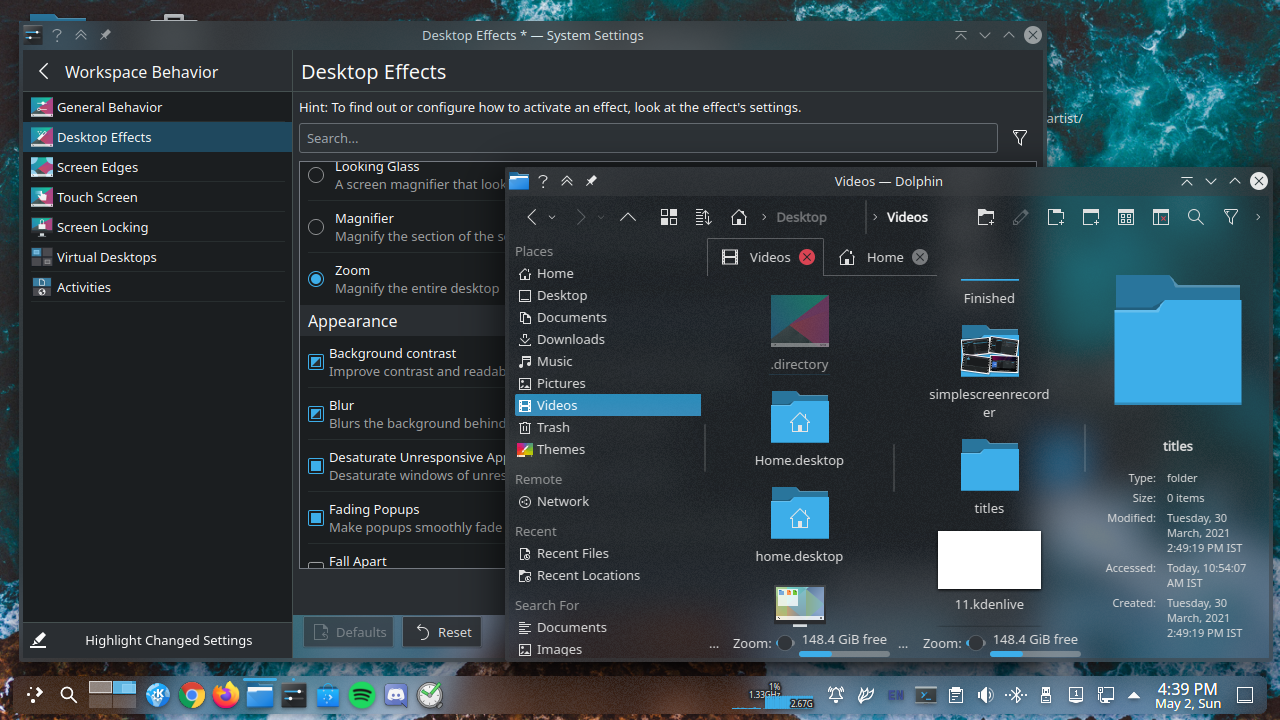 Desktop Effects * — System Settings
Workspace Behavior
General Behavior
Desktop Effects
Screen Edges
Touch Screen
Screen Locking
Virtual Desktops
Activities
Highlight Changed Settings
Desktop Effects
Hint: To find out or configure how to activate an effect, look at the effect's settings.
Search...
Looking Glass
A screen magnifier that look
Magnifier
Magnify the section of the s
Zoom
Magnify the entire desktop
Appearance
Background contrast
Improve contrast and readab
Blur
Blurs the background behind
Desaturate Unresponsive App
Desaturate windows of unres
Fading Popups
Make popups smoothly fade
Fall Apart
Defaults
Reset
artist/
Videos — Dolphin
Desktop
Videos
Places
Home
Desktop
Documents
Downloads
Music
Pictures
Videos
Trash
Themes
Remote
Network
Recent
Recent Files
Recent Locations
Search For
Documents
Images
Videos
Home
.directory
Home.desktop
home.desktop
... Zoom: 148.4 GiB free
Finished
simplescreenrecord
er
titles
11.kdenlive
... Zoom: 148.4 GiB free
titles
Type: folder
Size: 0 items
Modified: Tuesday, 30
March, 2021
2:49:19 PM IST
Accessed: Today, 10:54:07
AM IST
Created: Tuesday, 30
March, 2021
2:49:19 PM IST
1%
1.33GHz
2.67G
EN
1
4:39 PM
May 2, Sun